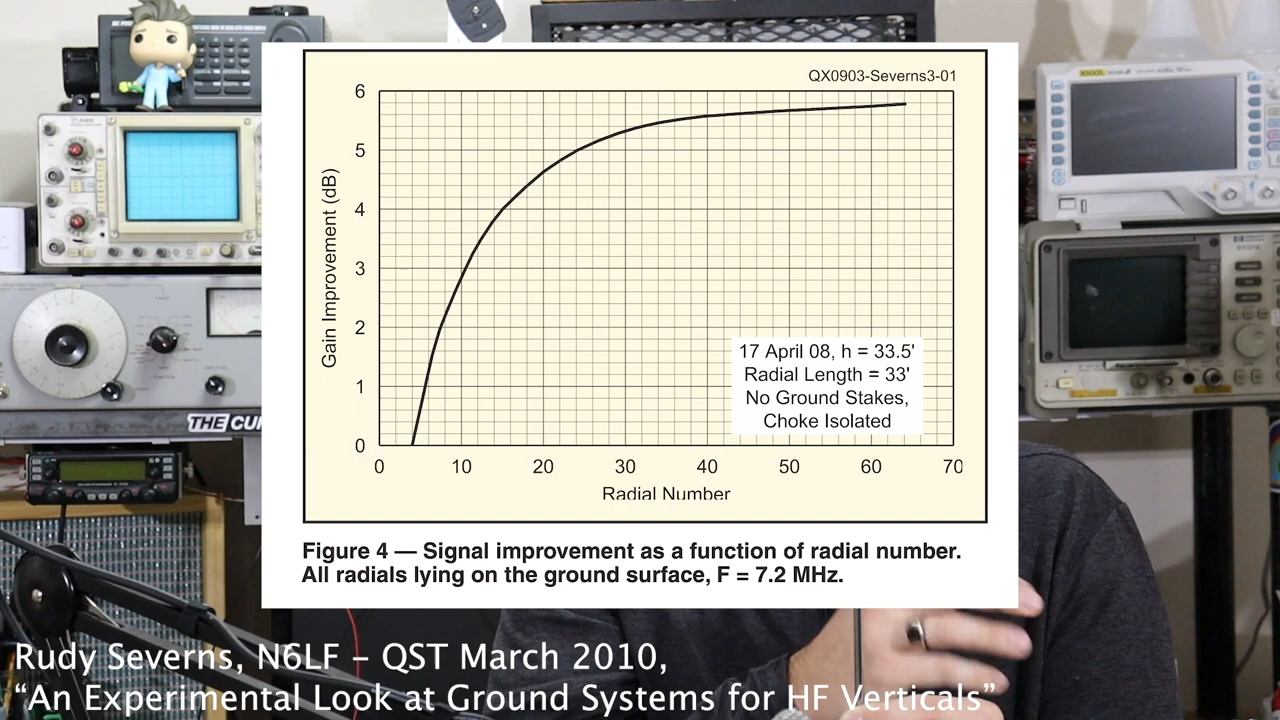 QX0903-Severns3-01
6
5
4
3
2
1
0
Gain Improvement (dB)
17 April 08, h = 33.5'
Radial Length = 33'
No Ground Stakes,
Choke Isolated
0 10 20 30 40 50 60 70
Radial Number
Figure 4 — Signal improvement as a function of radial number.
All radials lying on the ground surface, F = 7.2 MHz.
RIGOL
THE CU
Rudy Severns, N6LF – QST March 2010,
“An Experimental Look at Ground Systems for HF Verticals”